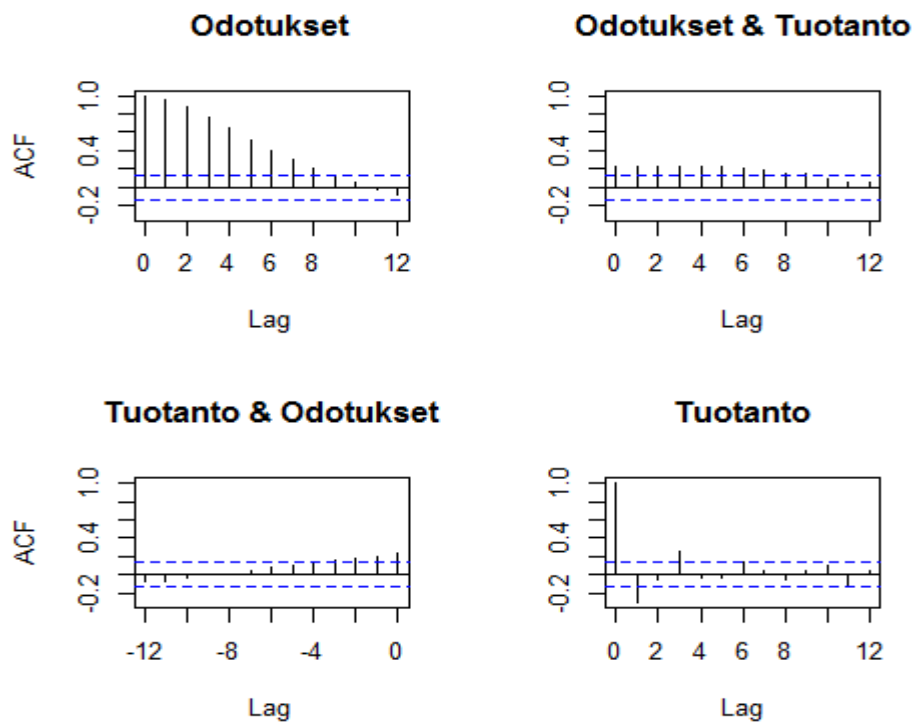 Odotukset
ACF
1.0
0.4
-0.2
0 2 4 6 8 12
Lag
Odotukset & Tuotanto
1.0
0.4
-0.2
0 2 4 6 8 12
Lag
Tuotanto & Odotukset
ACF
1.0
0.4
-0.2
-12 -8 -4 0
Lag
Tuotanto
1.0
0.4
-0.2
0 2 4 6 8 12
Lag